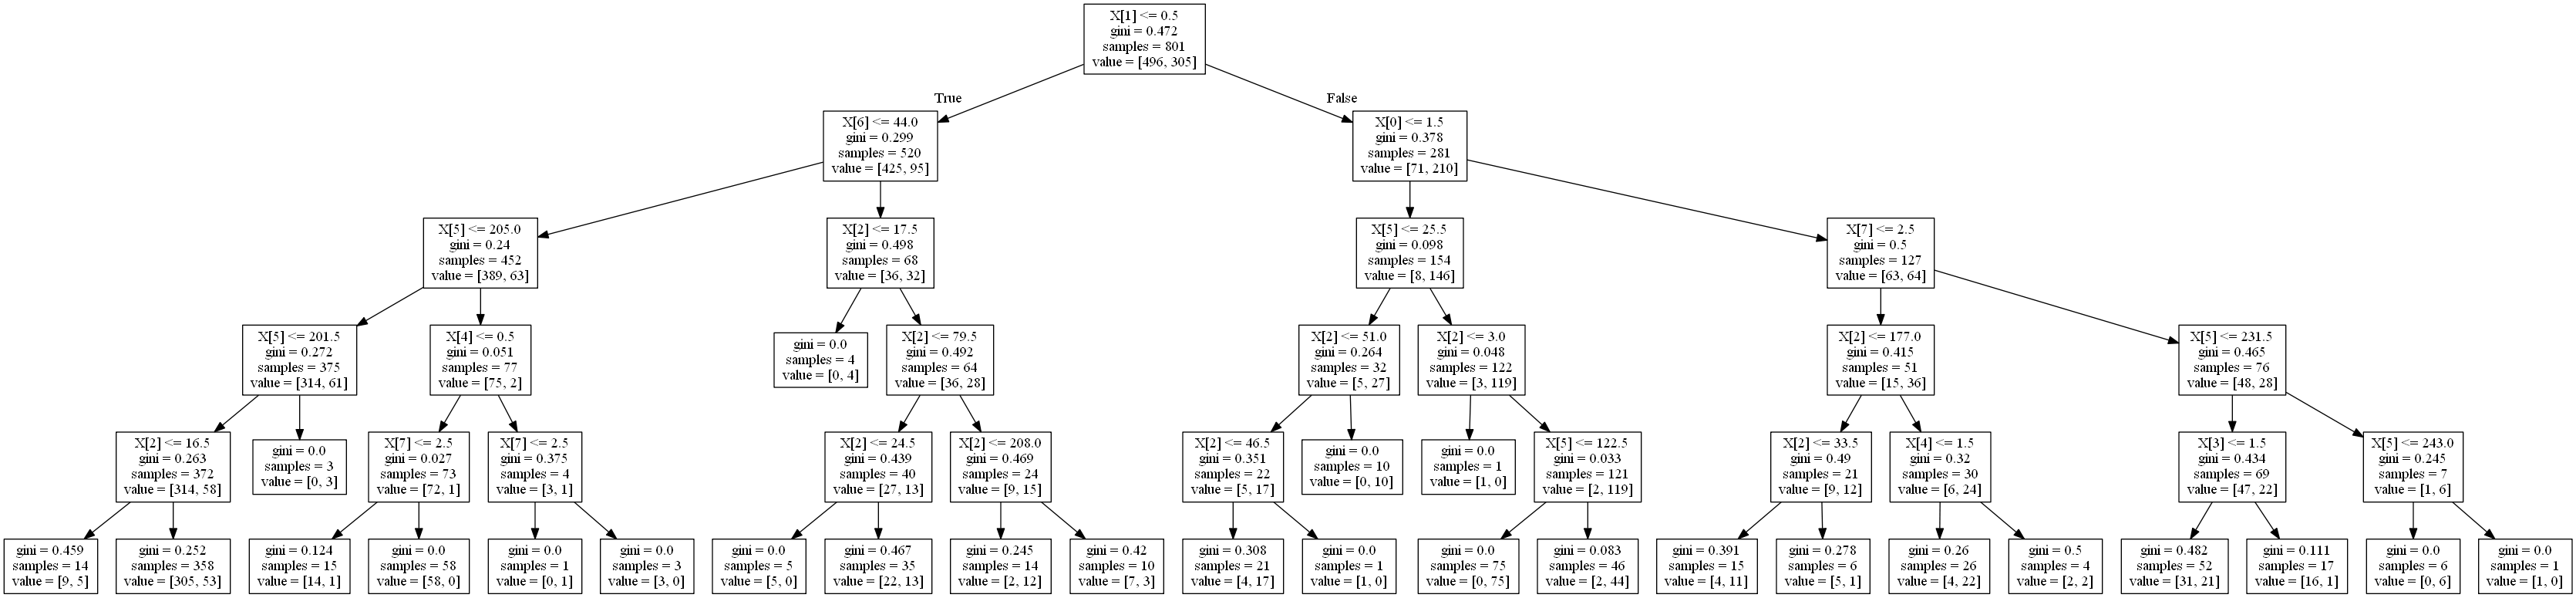 X[1] <= 0.5
gini = 0.472
samples = 801
value = [496, 305]
True
False
X[6] <= 44.0
gini = 0.299
samples = 520
value = [425, 95]
X[0] <= 1.5
gini = 0.378
samples = 281
value = [71, 210]
X[5] <= 205.0
gini = 0.24
samples = 452
value = [389, 63]
X[2] <= 17.5
gini = 0.498
samples = 68
value = [36, 32]
X[5] <= 25.5
gini = 0.098
samples = 154
value = [8, 146]
X[7] <= 2.5
gini = 0.5
samples = 127
value = [63, 64]
X[5] <= 201.5
gini = 0.272
samples = 375
value = [314, 61]
X[4] <= 0.5
gini = 0.051
samples = 77
value = [75, 2]
gini = 0.0
samples = 4
value = [0, 4]
X[2] <= 79.5
gini = 0.492
samples = 64
value = [36, 28]
X[2] <= 51.0
gini = 0.264
samples = 32
value = [5, 27]
X[2] <= 3.0
gini = 0.048
samples = 122
value = [3, 119]
X[2] <= 177.0
gini = 0.415
samples = 51
value = [15, 36]
X[5] <= 231.5
gini = 0.465
samples = 76
value = [48, 28]
X[2] <= 16.5
gini = 0.263
samples = 372
value = [314, 58]
gini = 0.0
samples = 3
value = [0, 3]
X[7] <= 2.5
gini = 0.027
samples = 73
value = [72, 1]
X[7] <= 2.5
gini = 0.375
samples = 4
value = [3, 1]
X[2] <= 24.5
gini = 0.439
samples = 40
value = [27, 13]
X[2] <= 208.0
gini = 0.469
samples = 24
value = [9, 15]
X[2] <= 46.5
gini = 0.351
samples = 22
value = [5, 17]
gini = 0.0
samples = 10
value = [0, 10]
gini = 0.0
samples = 1
value = [1, 0]
X[5] <= 122.5
gini = 0.033
samples = 121
value = [2, 119]
X[2] <= 33.5
gini = 0.49
samples = 21
value = [9, 12]
X[4] <= 1.5
gini = 0.32
samples = 30
value = [6, 24]
X[3] <= 1.5
gini = 0.434
samples = 69
value = [47, 22]
X[5] <= 243.0
gini = 0.245
samples = 7
value = [1, 6]
gini = 0.459
samples = 14
value = [9, 5]
gini = 0.252
samples = 358
value = [305, 53]
gini = 0.124
samples = 15
value = [14, 1]
gini = 0.0
samples = 58
value = [58, 0]
gini = 0.0
samples = 1
value = [0, 1]
gini = 0.0
samples = 3
value = [3, 0]
gini = 0.0
samples = 5
value = [5, 0]
gini = 0.467
samples = 35
value = [22, 13]
gini = 0.245
samples = 14
value = [2, 12]
gini = 0.42
samples = 10
value = [7, 3]
gini = 0.308
samples = 21
value = [4, 17]
gini = 0.0
samples = 1
value = [1, 0]
gini = 0.0
samples = 75
value = [0, 75]
gini = 0.083
samples = 46
value = [2, 44]
gini = 0.391
samples = 15
value = [4, 11]
gini = 0.278
samples = 6
value = [5, 1]
gini = 0.26
samples = 26
value = [4, 22]
gini = 0.5
samples = 4
value = [2, 2]
gini = 0.482
samples = 52
value = [31, 21]
gini = 0.111
samples = 17
value = [16, 1]
gini = 0.0
samples = 6
value = [0, 6]
gini = 0.0
samples = 1
value = [1, 0]